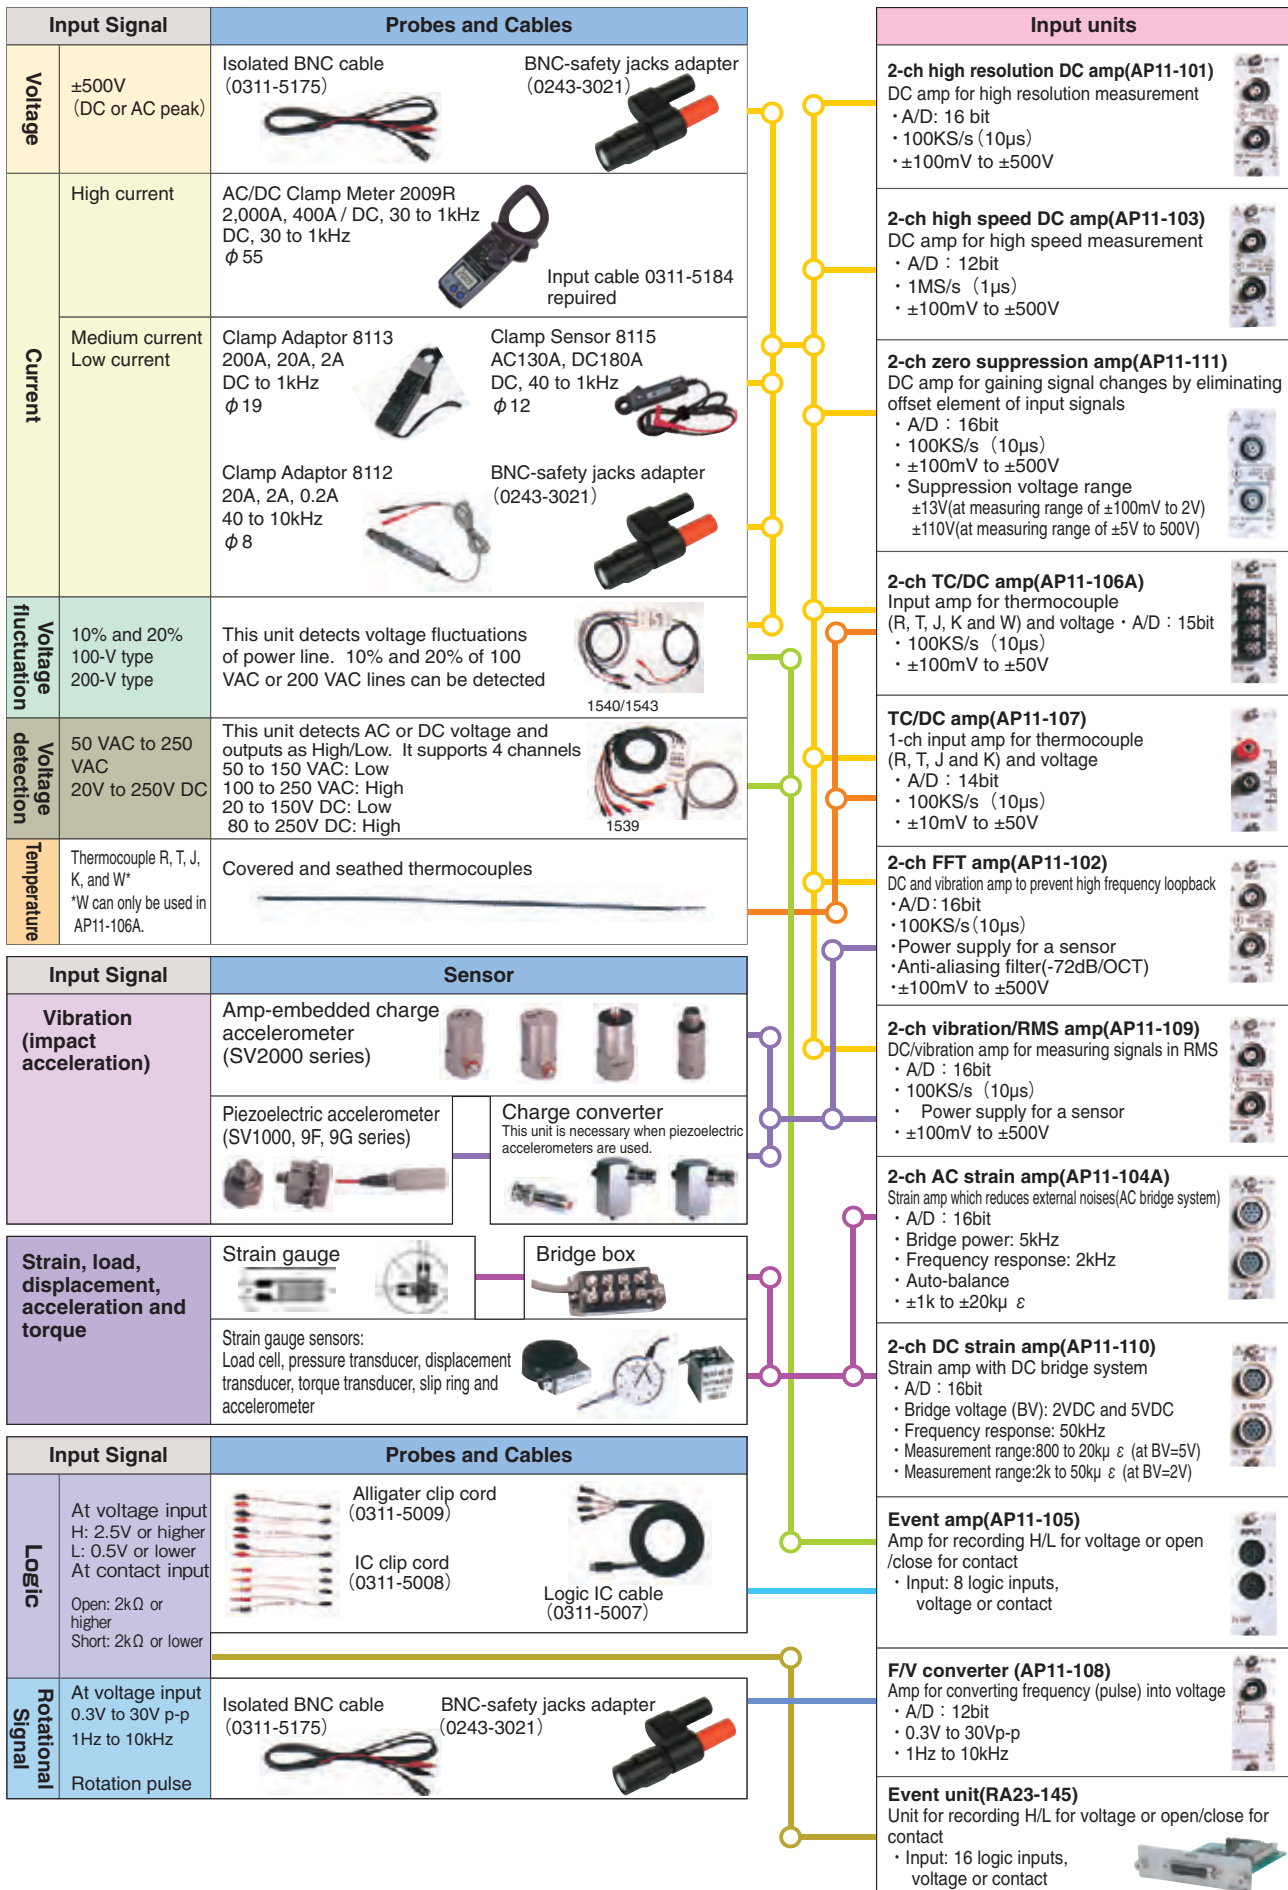 Input Signal
Probes and Cables
Voltage
±500V
(DC or AC peak)
Isolated BNC cable
(0311-5175)
BNC-safety jacks adapter
(0243-3021)
Current
High current
AC/DC Clamp Meter 2009R
2,000A, 400A / DC, 30 to 1kHz
DC, 30 to 1kHz
ϕ 55
Input cable 0311-5184
repuired
Medium current
Low current
Clamp Adaptor 8113
200A, 20A, 2A
DC to 1kHz
ϕ 19
Clamp Sensor 8115
AC130A, DC180A
DC, 40 to 1kHz
ϕ 12
Clamp Adaptor 8112
20A, 2A, 0.2A
40 to 10kHz
ϕ 8
BNC-safety jacks adapter
(0243-3021)
Voltage
fluctuation
10% and 20%
100-V type
200-V type
This unit detects voltage fluctuations
of power line. 10% and 20% of 100
VAC or 200 VAC lines can be detected
1540/1543
Voltage
detection
50 VAC to 250
VAC
20V to 250V DC
This unit detects AC or DC voltage and
outputs as High/Low. It supports 4 channels
50 to 150 VAC: Low
100 to 250 VAC: High
20 to 150V DC: Low
80 to 250V DC: High
1539
Temperature
Thermocouple R, T, J,
K, and W*
*W can only be used in
AP11-106A.
Covered and seathed thermocouples
Input Signal
Sensor
Vibration
(impact
acceleration)
Amp-embedded charge
accelerometer
(SV2000 series)
Piezoelectric accelerometer
(SV1000, 9F, 9G series)
Charge converter
This unit is necessary when piezoelectric
accelerometers are used.
Strain, load,
displacement,
acceleration and
torque
Strain gauge
Bridge box
Strain gauge sensors:
Load cell, pressure transducer, displacement
transducer, torque transducer, slip ring and
accelerometer
Input Signal
Probes and Cables
Logic
At voltage input
H: 2.5V or higher
L: 0.5V or lower
At contact input
Open: 2kΩ or
higher
Short: 2kΩ or lower
Alligater clip cord
(0311-5009)
IC clip cord
(0311-5008)
Logic IC cable
(0311-5007)
Rotational
Signal
At voltage input
0.3V to 30V p-p
1Hz to 10kHz
Rotation pulse
Isolated BNC cable
(0311-5175)
BNC-safety jacks adapter
(0243-3021)
Input units
2-ch high resolution DC amp(AP11-101)
DC amp for high resolution measurement
・A/D: 16 bit
・100KS/s (10μs)
・±100mV to ±500V
2-ch high speed DC amp(AP11-103)
DC amp for high speed measurement
・A/D：12bit
・1MS/s (1μs)
・±100mV to ±500V
2-ch zero suppression amp(AP11-111)
DC amp for gaining signal changes by eliminating
offset element of input signals
・A/D：16bit
・100KS/s (10μs)
・±100mV to ±500V
・Suppression voltage range
±13V(at measuring range of ±100mV to 2V)
±110V(at measuring range of ±5V to 500V)
2-ch TC/DC amp(AP11-106A)
Input amp for thermocouple
(R, T, J, K and W) and voltage・A/D：15bit
・100KS/s (10μs)
・±100mV to ±50V
TC/DC amp(AP11-107)
1-ch input amp for thermocouple
(R, T, J and K) and voltage
・A/D：14bit
・100KS/s (10μs)
・±10mV to ±50V
2-ch FFT amp(AP11-102)
DC and vibration amp to prevent high frequency loopback
・A/D:16bit
・100KS/s(10μs)
・Power supply for a sensor
・Anti-aliasing filter(-72dB/OCT)
・±100mV to ±500V
2-ch vibration/RMS amp(AP11-109)
DC/vibration amp for measuring signals in RMS
・A/D：16bit
・100KS/s (10μs)
・ Power supply for a sensor
・±100mV to ±500V
2-ch AC strain amp(AP11-104A)
Strain amp which reduces external noises(AC bridge system)
・A/D：16bit
・Bridge power: 5kHz
・Frequency response: 2kHz
・Auto-balance
・±1k to ±20kμ ε
2-ch DC strain amp(AP11-110)
Strain amp with DC bridge system
・A/D：16bit
・Bridge voltage (BV): 2VDC and 5VDC
・Frequency response: 50kHz
・Measurement range:800 to 20kμ ε (at BV=5V)
・Measurement range:2k to 50kμ ε (at BV=2V)
Event amp(AP11-105)
Amp for recording H/L for voltage or open
/close for contact
・Input: 8 logic inputs,
voltage or contact
F/V converter (AP11-108)
Amp for converting frequency (pulse) into voltage
・A/D：12bit
・0.3V to 30Vp-p
・1Hz to 10kHz
Event unit(RA23-145)
Unit for recording H/L for voltage or open/close for
contact
・Input: 16 logic inputs,
voltage or contact